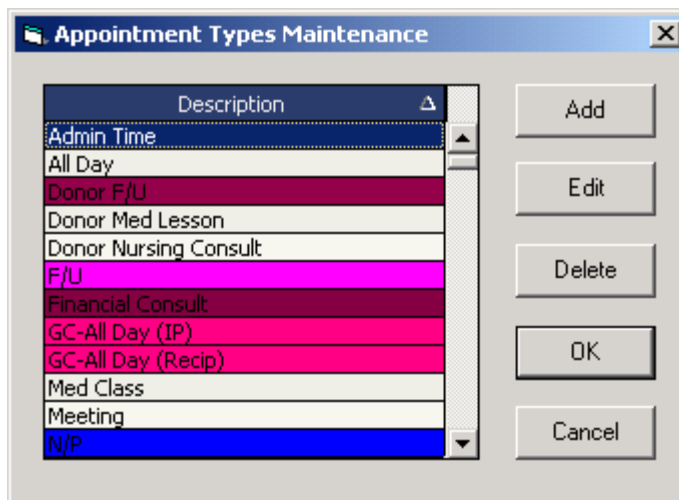 Appointment Types Maintenance
Description
Admin Time
All Day
Donor F/U
Donor Med Lesson
Donor Nursing Consult
F/U
Financial Consult
GC-All Day (IP)
GC-All Day (Recip)
Med Class
Meeting
N/P
Add
Edit
Delete
OK
Cancel